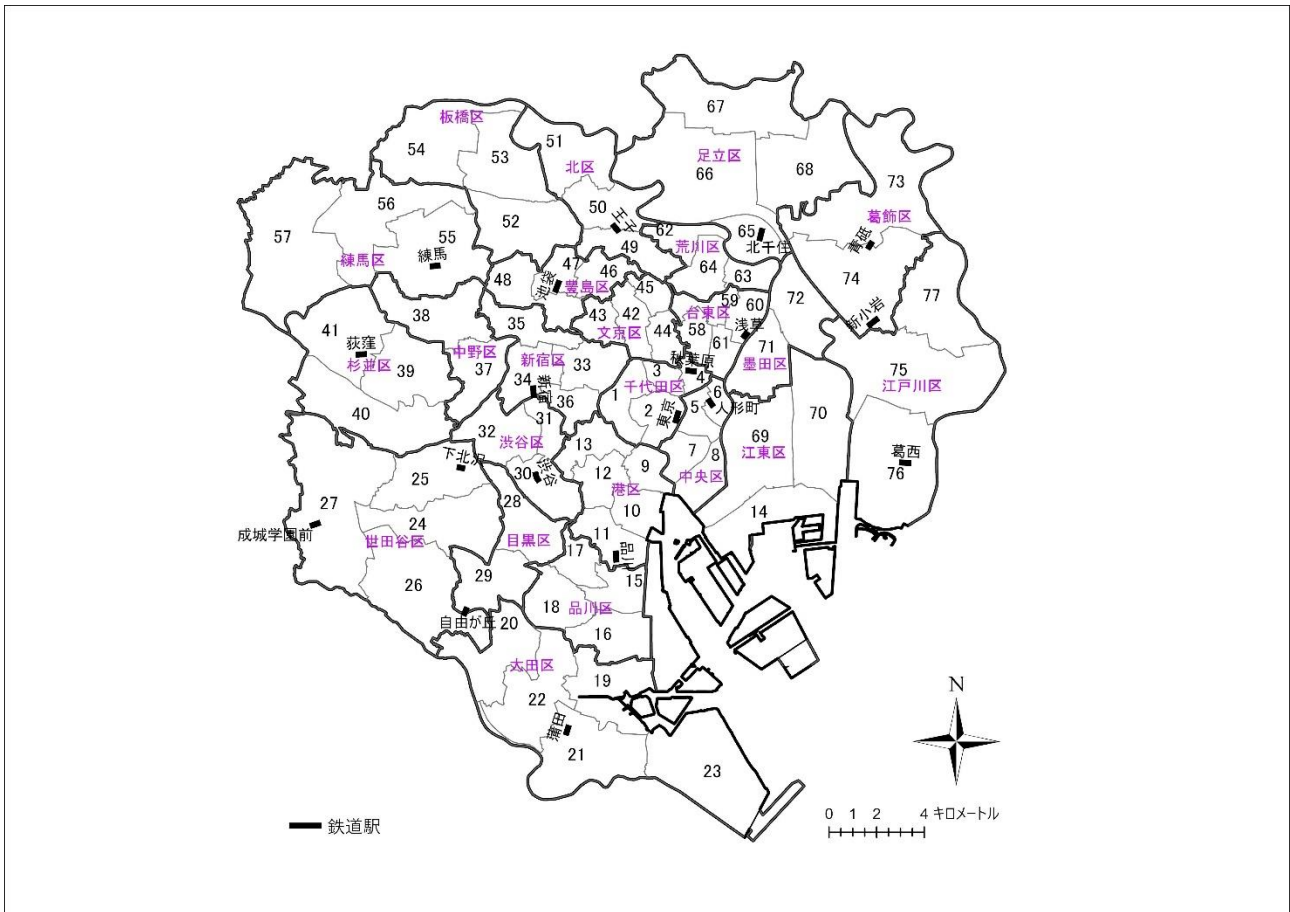 67
板橋区
51
54
53
足立区
北区
66
68
73
56
50
王子
52
葛飾区
57
62
65
青砥
55
49
荒川区
北千住
練馬区
練馬
47
64
63
74
48
池袋
46
45
豊島区
72
77
59
60
38
43
42
台東区
新小岩
41
35
文京区
44
58
浅草
荻窪
中野区
新宿区
61
71
杉並区
39
37
33
秋葉原
墨田区
75
34
新宿
3
4
江戸川区
千代田区
1
6
40
36
2
東京
5
人形町
70
32
31
渋谷区
13
69
下北沢
7
8
江東区
葛西
25
30
渋谷
12
9
港区
中央区
76
27
28
10
14
24
成城学園前
世田谷区
目黒区
11
17
品川
26
29
15
18
品川区
自由が丘
20
16
大田区
19
22
N
蒲田
21
23
0 1 2 4 キロメートル
鉄道駅